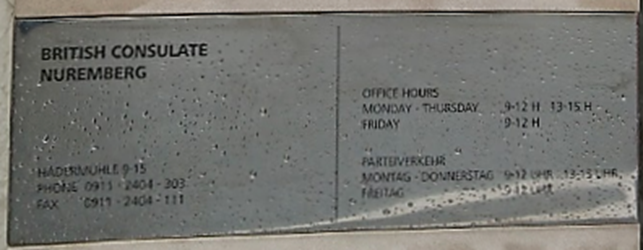 BRITISH CONSULATE
NUREMBERG
HADERMÜHLE 9-15
PHONE 0911 - 2404 - 303
FAX 0911 - 2404 - 111
OFFICE HOURS
MONDAY - THURSDAY 9-12 H 13-15 H
FRIDAY 9-12 H
PARTEIVERKEHR
MONTAG - DONNERSTAG 9-12 UHR 13-15 UHR
FREITAG 9-12 UHR